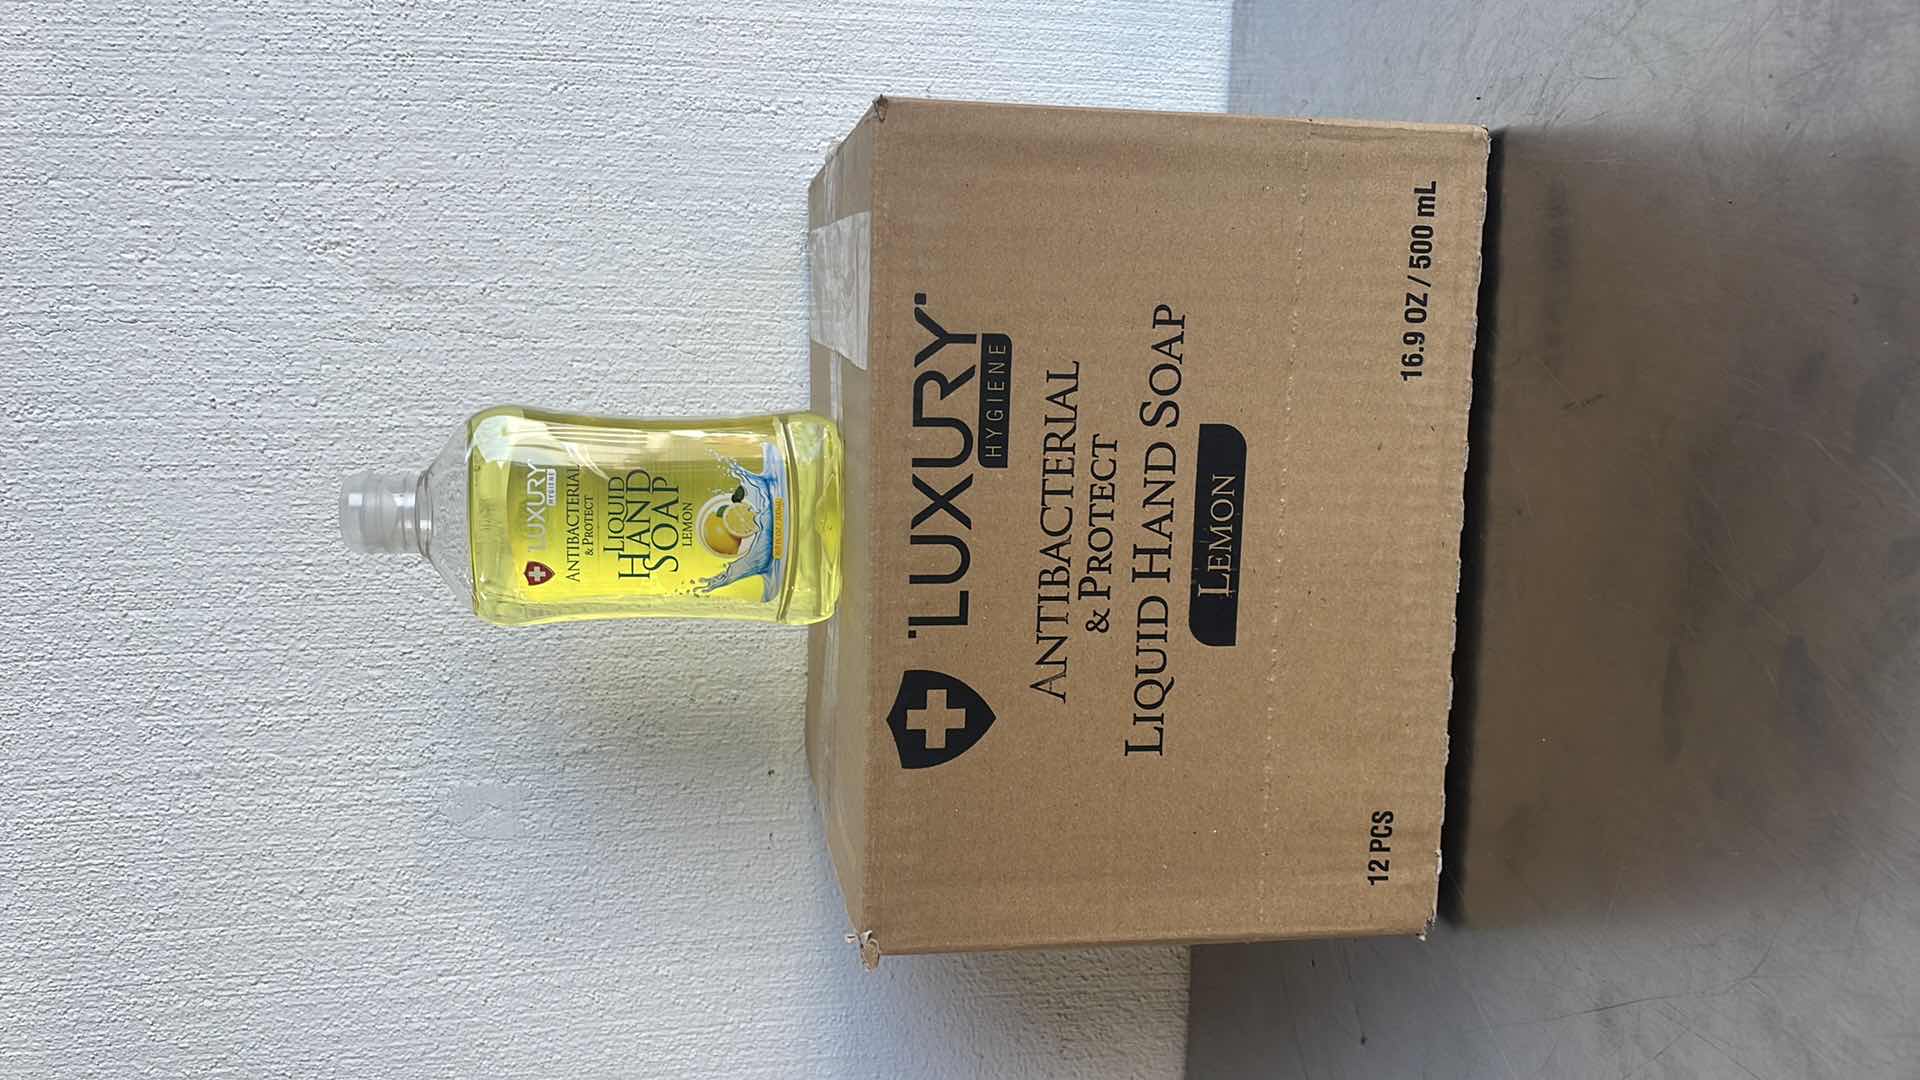 LUXURY
HYGIENE
ANTIBACTERIAL
& PROTECT
LIQUID
HAND
SOAP
LEMON
LUXURY
HYGIENE
ANTIBACTERIAL
& PROTECT
LIQUID HAND SOAP
LEMON
12 PCS
16.9 OZ / 500 mL